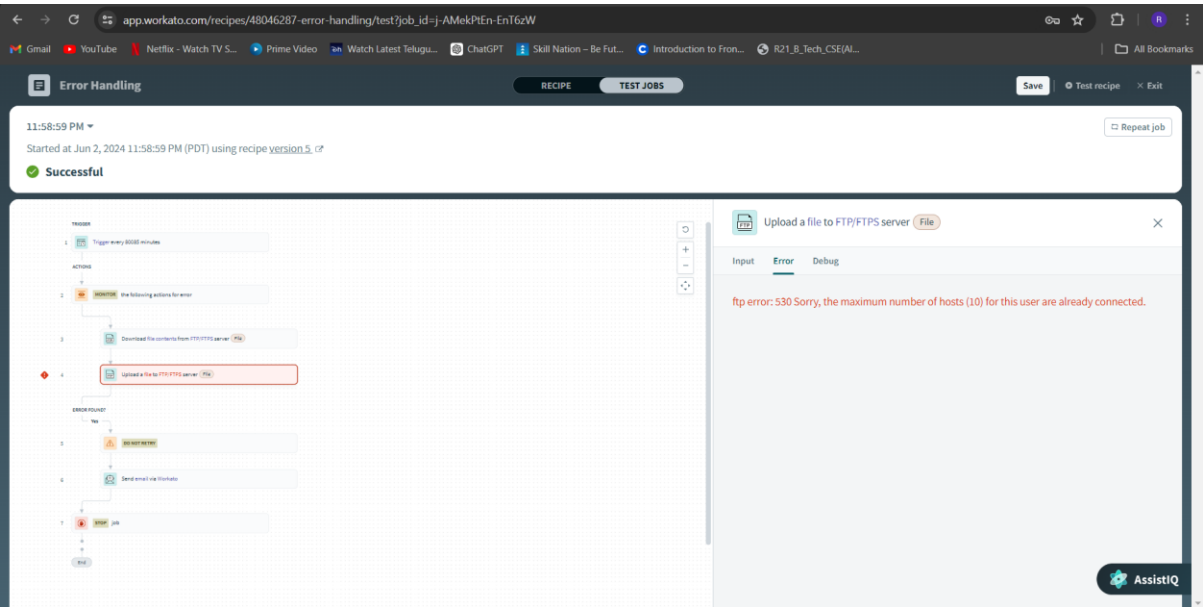 app.workato.com/recipes/48046287-error-handling/test?job_id=j-AMekPtEn-EnT6zW
R
Gmail YouTube Netflix - Watch TV S... Prime Video Watch Latest Telugu... ChatGPT Skill Nation – Be Fut... Introduction to Fron... R21_B_Tech_CSE(AI... All Bookmarks
Error Handling RECIPE TEST JOBS Save Test recipe Exit
11:58:59 PM Repeat job
Started at Jun 2, 2024 11:58:59 PM (PDT) using recipe version 5
Successful
TRIGGER
1 Trigger every 80000 minutes
ACTIONS
2 MONITOR the following actions for error
3 Download file contents from FTP/FTPS server File
4 Upload a file to FTP/FTPS server File
ERROR FOUND?
Yes
5 DO NOT RETRY
6 Send email via Workato
7 STOP job
End
FTP Upload a file to FTP/FTPS server File
Input Error Debug
ftp error: 530 Sorry, the maximum number of hosts (10) for this user are already connected.
AssistIQ